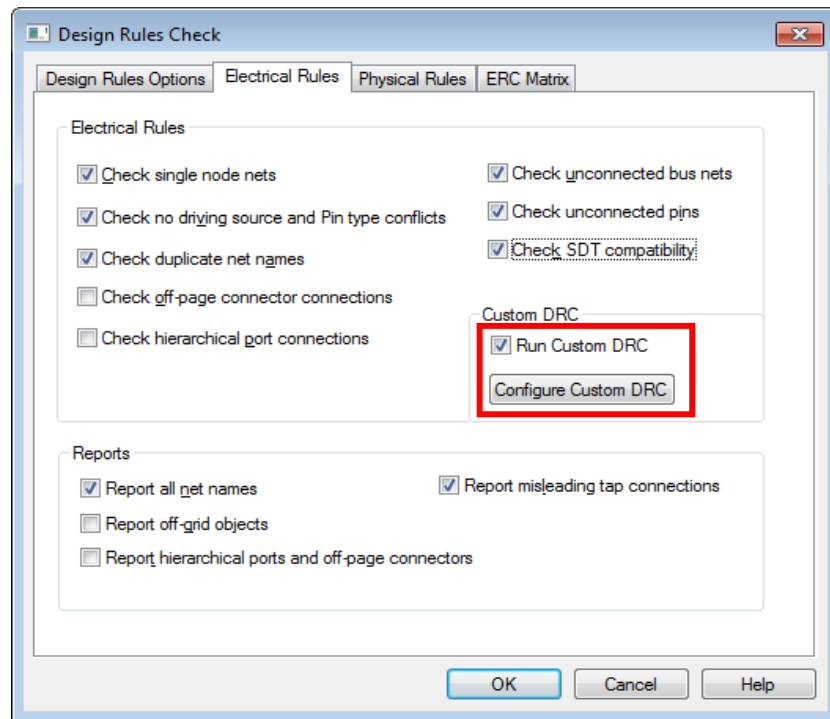 Design Rules Check
Design Rules Options
Electrical Rules
Physical Rules
ERC Matrix
Electrical Rules
Check single node nets
Check no driving source and Pin type conflicts
Check duplicate net names
Check off-page connector connections
Check hierarchical port connections
Check unconnected bus nets
Check unconnected pins
Check SDT compatibility
Custom DRC
Run Custom DRC
Configure Custom DRC
Reports
Report all net names
Report off-grid objects
Report hierarchical ports and off-page connectors
Report misleading tap connections
OK
Cancel
Help